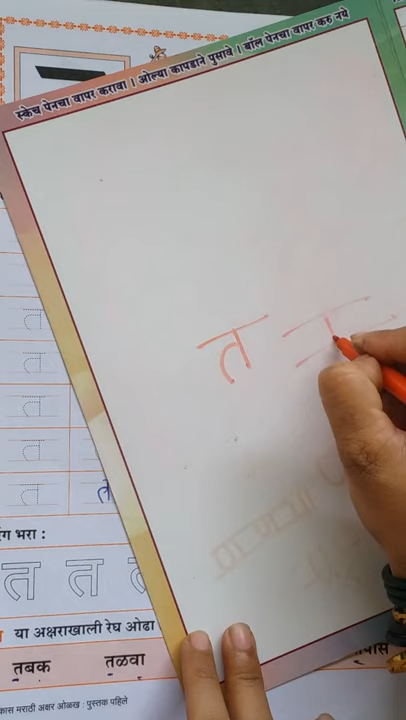 स्केच पेनचा वापर करावा । ओल्या कापडाने पुसावे । बॉल पेनचा वापर करु नये
त
त
त
त
त
त
त
त त
या अक्षराखाली रेघ ओढा
तबक तळवा
मराठी अक्षर ओळख : पुस्तक पहिले